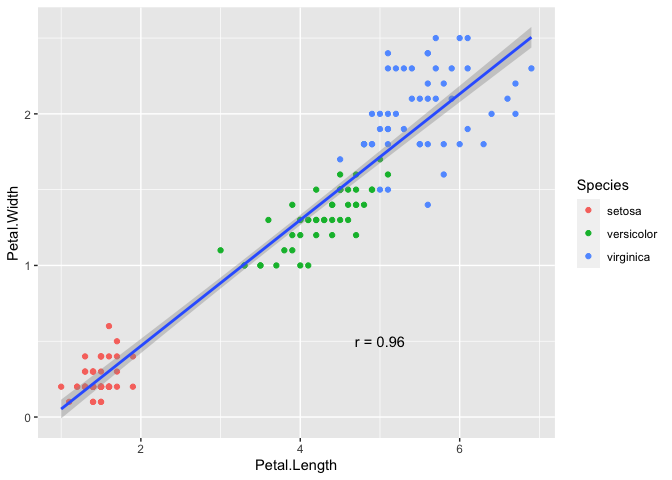 2
1
0
Petal.Width
r = 0.96
2
4
6
Petal.Length
Species
setosa
versicolor
virginica